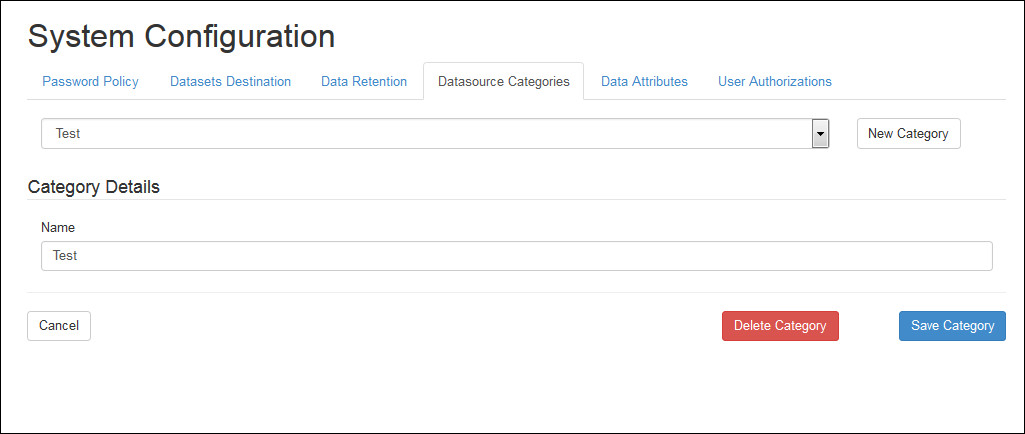 System Configuration
Password Policy Datasets Destination Data Retention Datasource Categories Data Attributes User Authorizations
Test New Category
Category Details
Name
Test
Cancel Delete Category Save Category